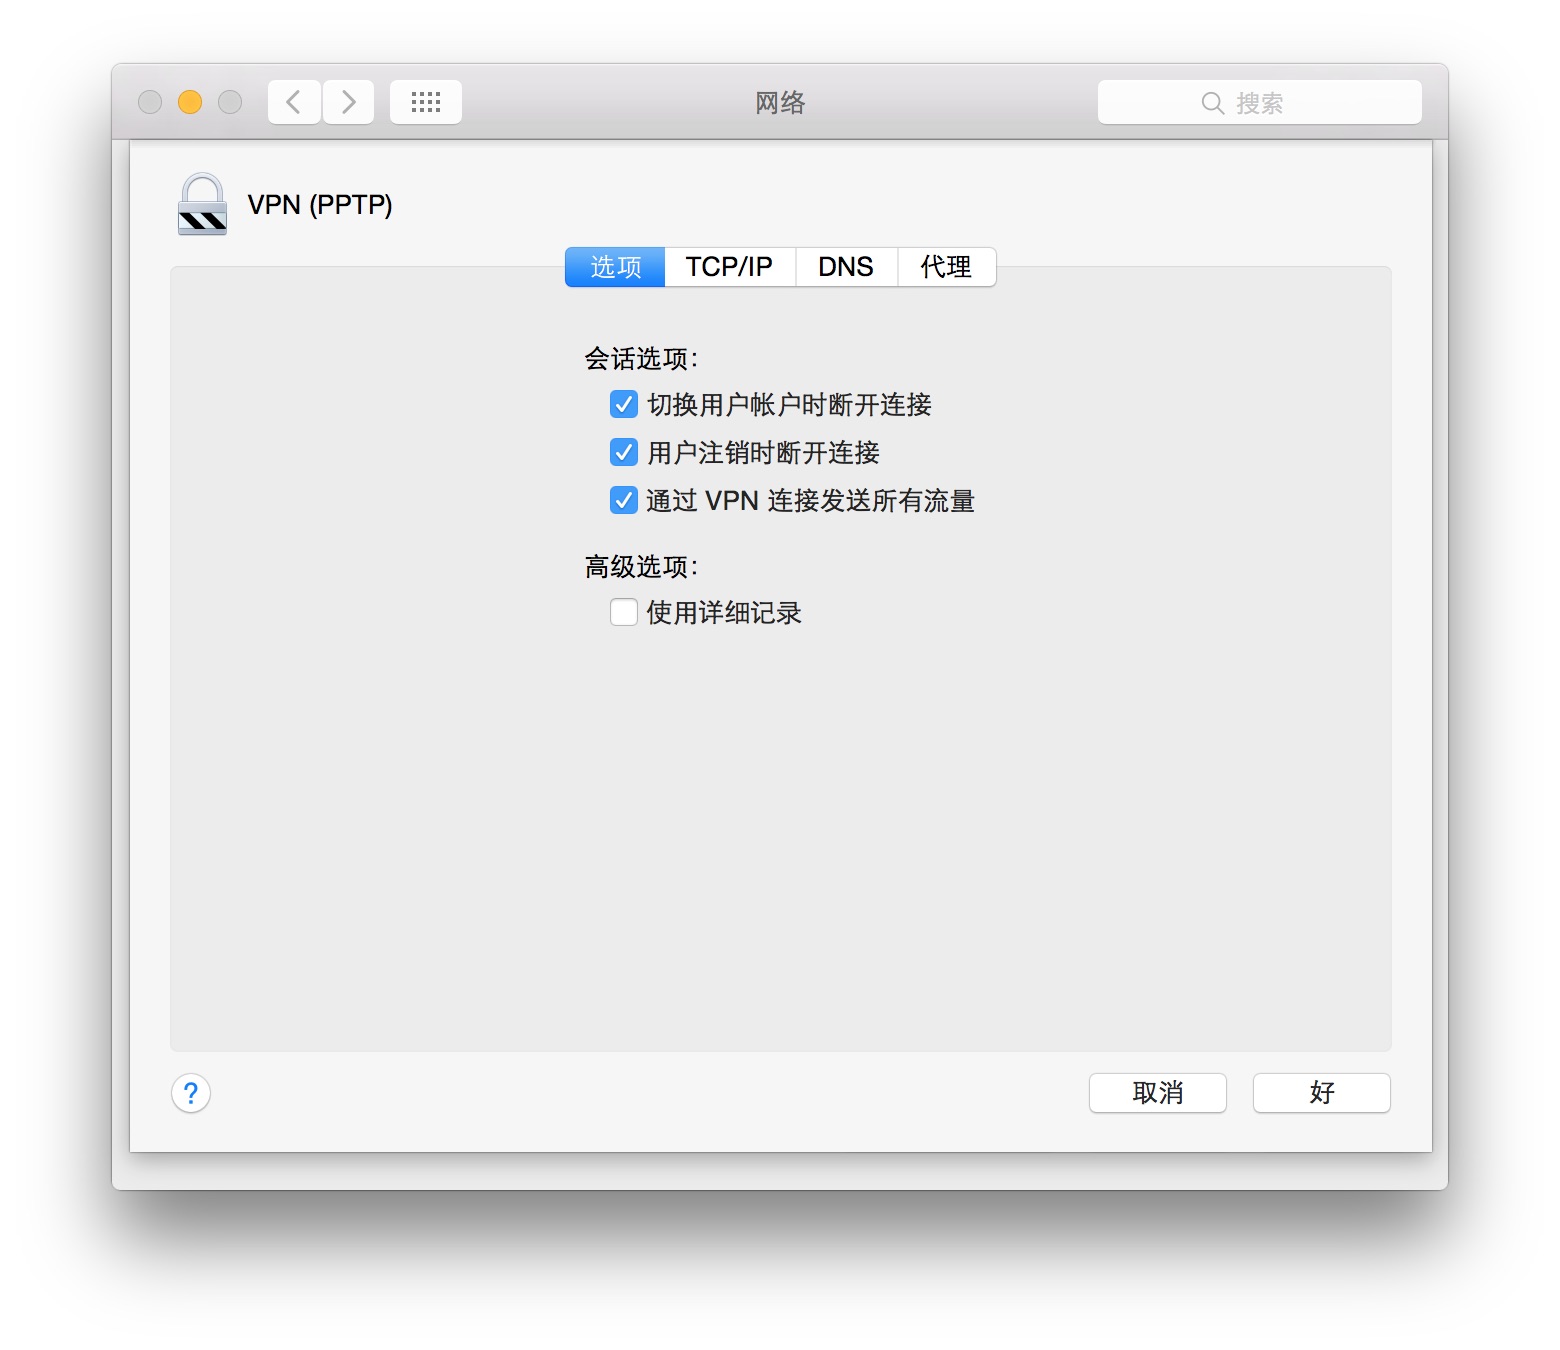 网络
搜索
VPN (PPTP)
选项 TCP/IP DNS 代理
会话选项：
切换用户帐户时断开连接
用户注销时断开连接
通过 VPN 连接发送所有流量
高级选项：
使用详细记录
?
取消 好